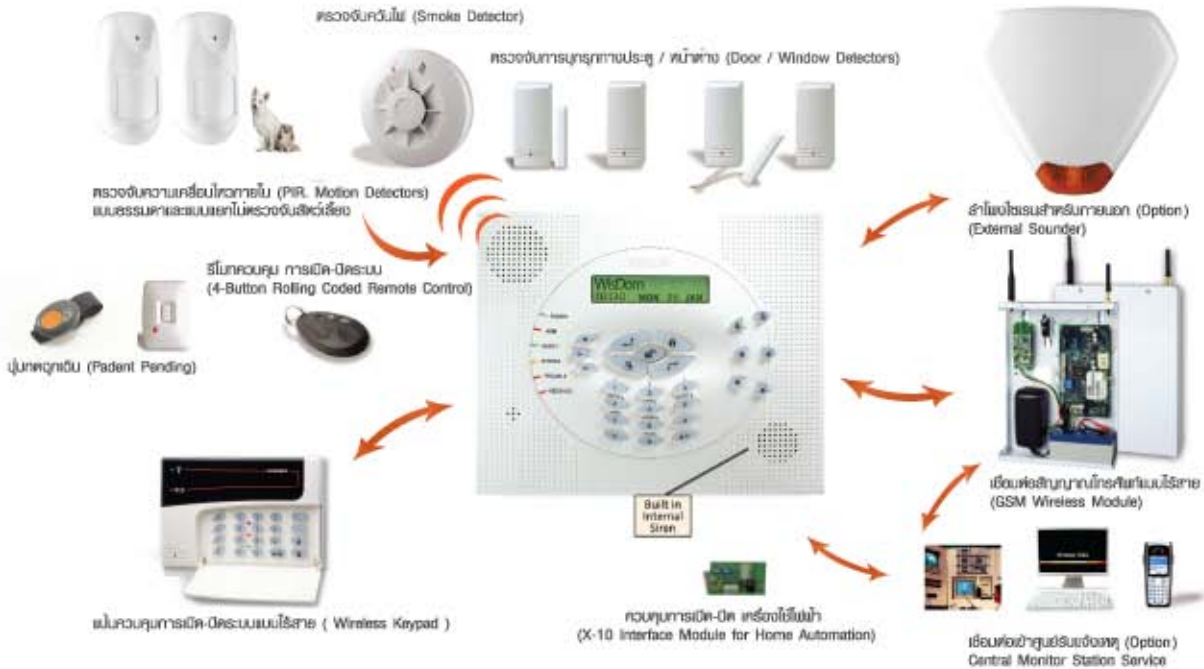 ตรวจจับควันไฟ (Smoke Detector)
ตรวจจับการบุกรุกทางประตู / หน้าต่าง (Door / Window Detectors)
ตรวจจับความเคลื่อนไหวภายใน (PIR. Motion Detectors)
แบบธรรมดาและแบบแยกไม่ตรวจจับสัตว์เลี้ยง
ลำโพงไซเรนสำหรับภายนอก (Option)
(External Sounder)
รีโมทควบคุม การเปิด-ปิดระบบ
(4-Button Rolling Coded Remote Control)
ปุ่มกดฉุกเฉิน (Padent Pending)
WisDom
MON JAN
Built in
Internal
Siren
เชื่อมต่อสัญญาณโทรศัพท์แบบไร้สาย
(GSM Wireless Module)
แป้นควบคุมการเปิด-ปิดระบบแบบไร้สาย ( Wireless Keypad )
ควบคุมการเปิด-ปิด เครื่องใช้ไฟฟ้า
(X-10 Interface Module for Home Automation)
เชื่อมต่อเข้าศูนย์รับแจ้งเหตุ (Option)
Central Monitor Station Service